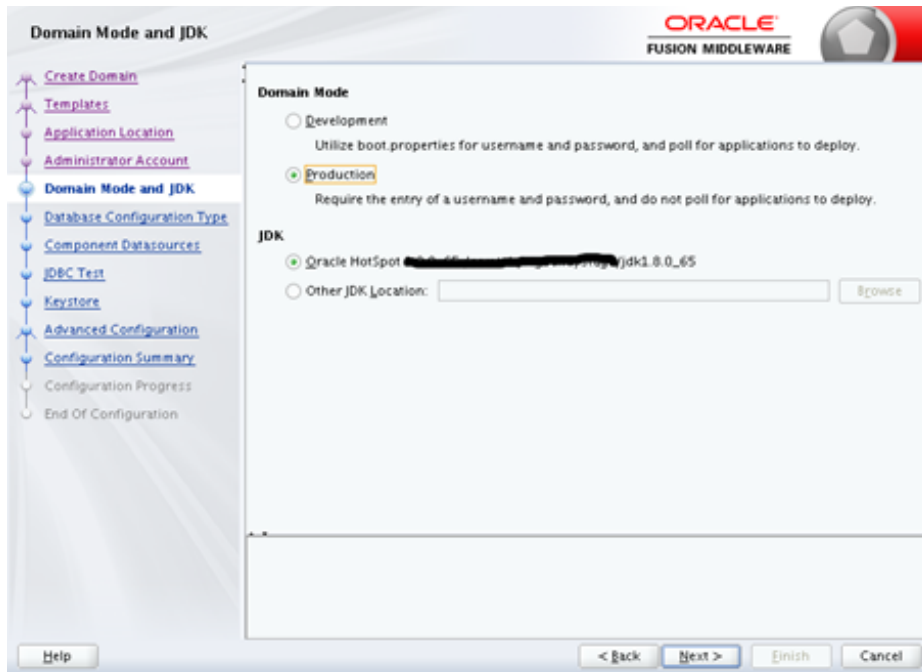 Domain Mode and JDK
ORACLE
FUSION MIDDLEWARE
Create Domain
Templates
Application Location
Administrator Account
Domain Mode and JDK
Database Configuration Type
Component Datasources
JDBC Test
Keystore
Advanced Configuration
Configuration Summary
Configuration Progress
End Of Configuration
Domain Mode
Development
Utilize boot.properties for username and password, and poll for applications to deploy.
Production
Require the entry of a username and password, and do not poll for applications to deploy.
JDK
Oracle HotSpot /jdk1.8.0_65
Other JDK Location:
Browse
Help
< Back
Next >
Finish
Cancel